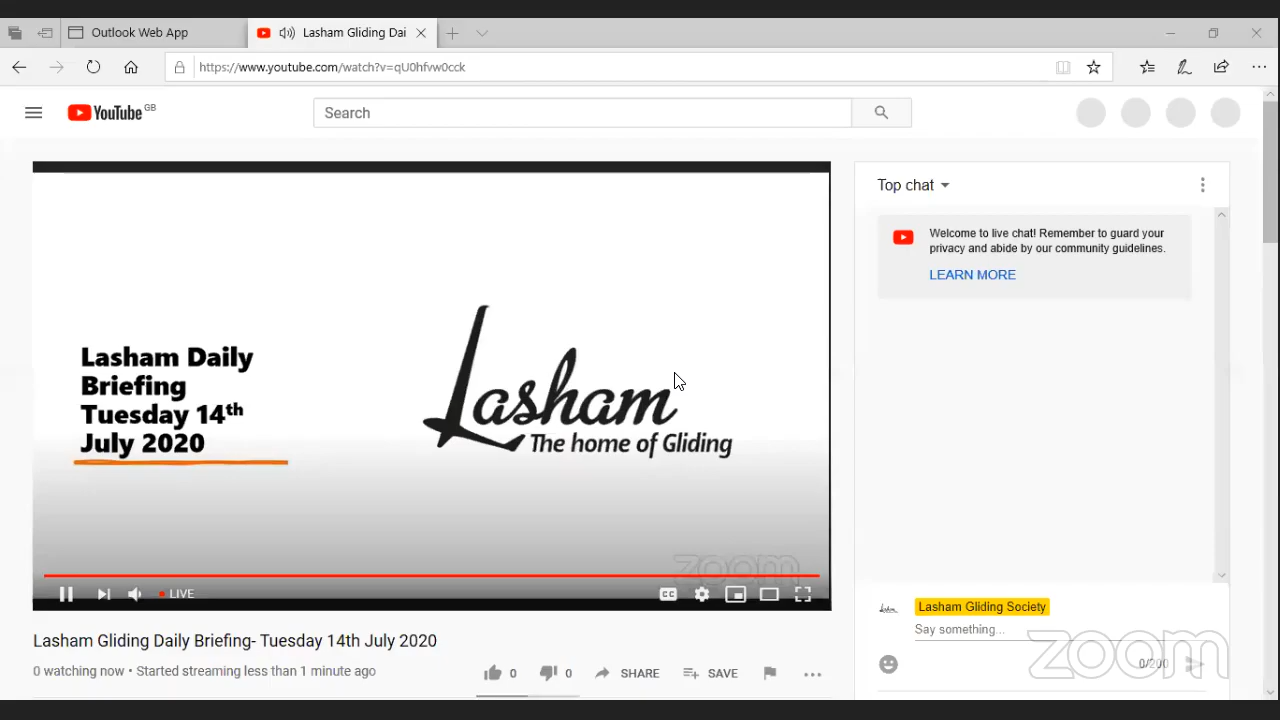 Outlook Web App
Lasham Gliding Dai
https://www.youtube.com/watch?v=qU0hfvw0cck
YouTube GB
Search
Top chat
Welcome to live chat! Remember to guard your
privacy and abide by our community guidelines.
LEARN MORE
Lasham Daily
Briefing
Tuesday 14th
July 2020
Lasham
The home of Gliding
zoom
LIVE
CC
Lasham Gliding Society
Say something...
0/200
zoom
Lasham Gliding Daily Briefing- Tuesday 14th July 2020
0 watching now • Started streaming less than 1 minute ago
0
0
SHARE
SAVE